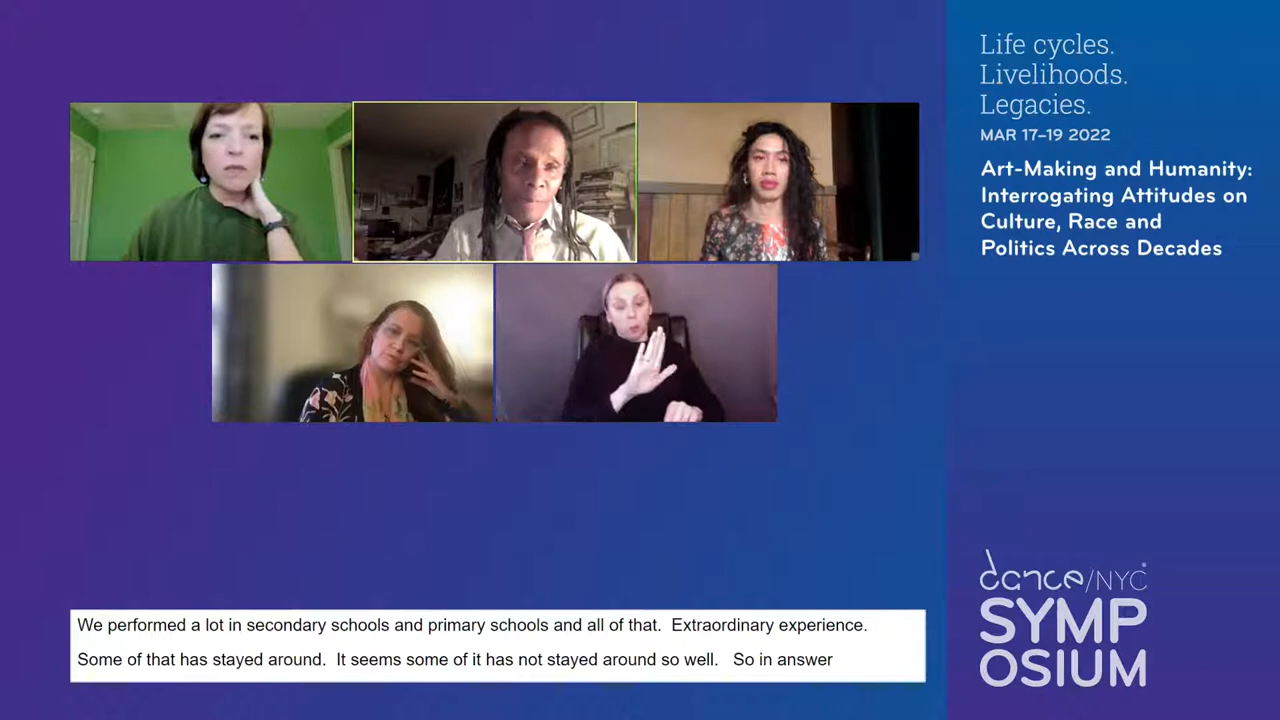 Life cycles.
Livelihoods.
Legacies.
MAR 17–19 2022
Art-Making and Humanity:
Interrogating Attitudes on
Culture, Race and
Politics Across Decades
dance/NYC
SYMP
OSIUM
We performed a lot in secondary schools and primary schools and all of that.  Extraordinary experience.
Some of that has stayed around.  It seems some of it has not stayed around so well.   So in answer